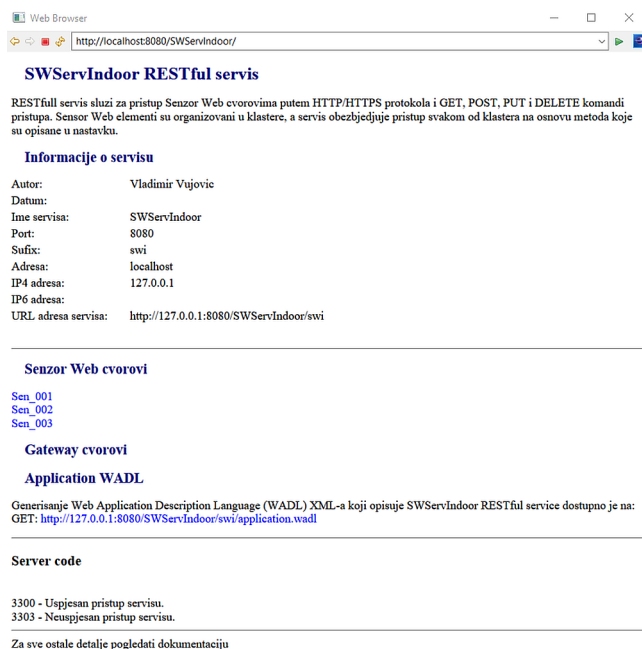 Web Browser
http://localhost:8080/SWServIndoor/
SWServIndoor RESTful servis
RESTfull servis sluzi za pristup Senzor Web cvorovima putem HTTP/HTTPS protokola i GET, POST, PUT i DELETE komandi
pristupa. Sensor Web elementi su organizovani u klastere, a servis obezbjedjuje pristup svakom od klastera na osnovu metoda koje
su opisane u nastavku.
Informacije o servisu
Autor: Vladimir Vujovic
Datum:
Ime servisa: SWServIndoor
Port: 8080
Sufix: swi
Adresa: localhost
IP4 adresa: 127.0.0.1
IP6 adresa:
URL adresa servisa: http://127.0.0.1:8080/SWServIndoor/swi
Senzor Web cvorovi
Sen_001
Sen_002
Sen_003
Gateway cvorovi
Application WADL
Generisanje Web Application Description Language (WADL) XML-a koji opisuje SWServIndoor RESTful service dostupno je na:
GET: http://127.0.0.1:8080/SWServIndoor/swi/application.wadl
Server code
3300 - Uspjesan pristup servisu.
3303 - Neuspjesan pristup servisu.
Za sve ostale detalje pogledati dokumentaciju